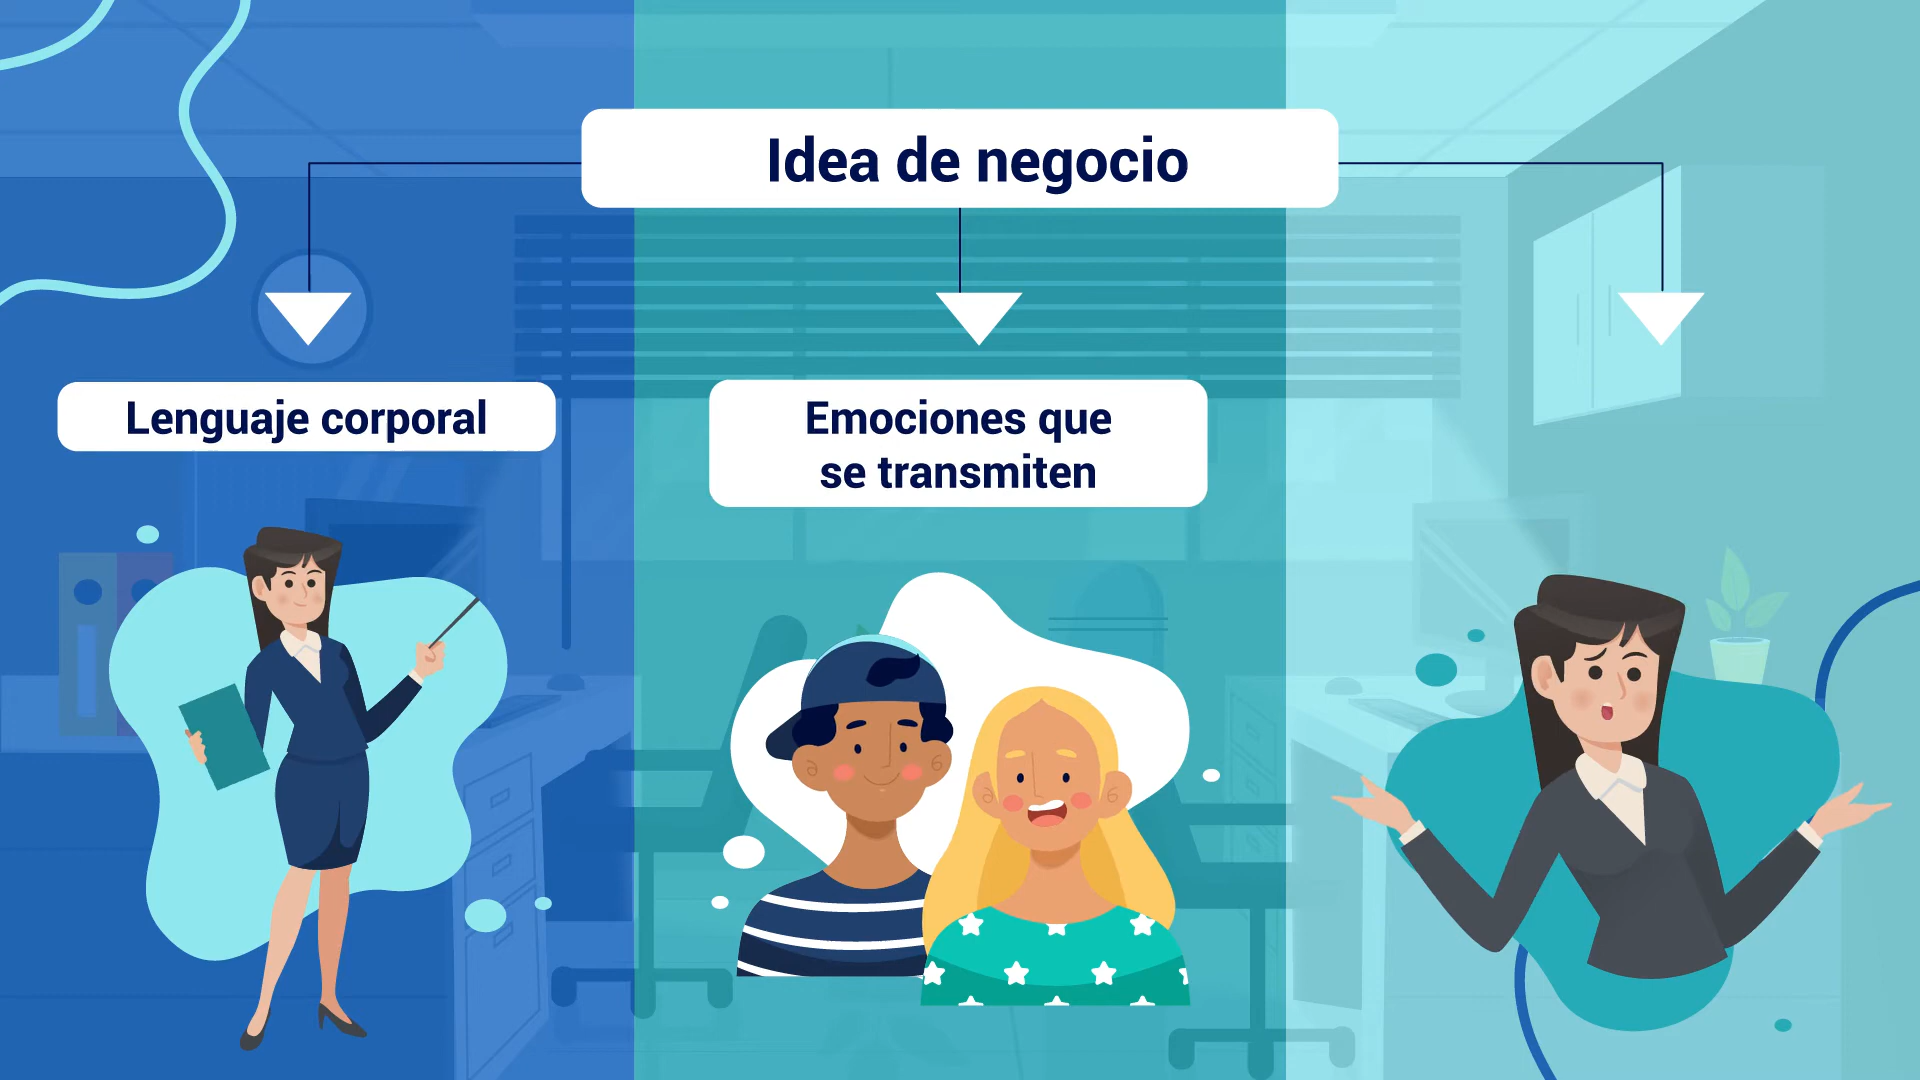 Idea de negocio
Lenguaje corporal
Emociones que
se transmiten